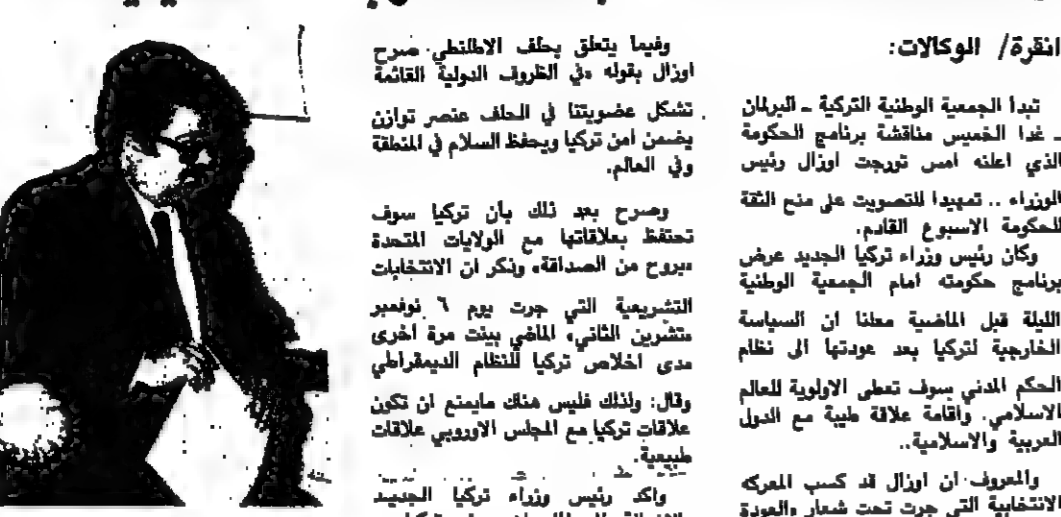 انقرة/ الوكالات:
تبدا الجمعية الوطنية التركية ـ البرلمان
ـ غدا الخميس مناقشة برنامج الحكومة
الذي اعلنه امس تورجت اوزال رئيس
الوزراء .. تمهيدا للتصويت على منح الثقة
للحكومة الاسبوع القادم.
وكان رئيس وزراء تركيا الجديد عرض
برنامج حكومته امام الجمعية الوطنية
الليلة قبل الماضية معلنا ان السياسة
الخارجية لتركيا بعد عودتها الى نظام
الحكم المدني سوف تعطى الاولوية للعالم
الاسلامي. واقامة علاقة طيبة مع الدول
العربية والاسلامية..
والمعروف ان اوزال قد كسب المعركه
الانتخابية التي جرت تحت شعار والعودة
وفيما يتعلق بحلف الاطلنطي صرح
اوزال بقوله «في الظروف الدولية القائمة
تشكل عضويتنا في الحلف عنصر توازن
يضمن امن تركيا ويحفظ السلام في المنطقة
وفي العالم.
وصرح بعد ذلك بأن تركيا سوف
تحتفظ بعلاقاتها مع الولايات المتحدة
«بروح من الصداقة» وذكر ان الانتخابات
التشريعية التي جرت يوم ٦ نوفمبر
«تشرين الثاني» الماضي بينت مرة أخرى
مدى اخلاص تركيا للنظام الديمقراطي
وقال: ولذلك فليس هناك مايمنع ان تكون
علاقات تركيا مع المجلس الاوروبي علاقات
طبيعية.
واكد رئيس وزراء تركيا الجديد